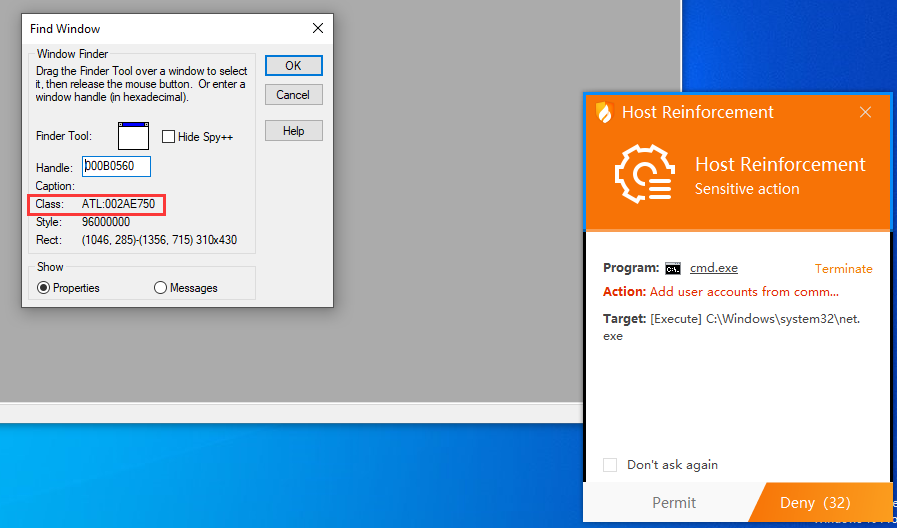 Find Window
Window Finder
Drag the Finder Tool over a window to select
it, then release the mouse button. Or enter a
window handle (in hexadecimal).
Finder Tool:
Hide Spy++
Handle: 000B0560
Caption:
Class: ATL:002AE750
Style: 96000000
Rect: (1046, 285)-(1356, 715) 310x430
Show
Properties
Messages
OK
Cancel
Help
Host Reinforcement
Host Reinforcement
Sensitive action
Program: C:\. cmd.exe Terminate
Action: Add user accounts from comm...
Target: [Execute] C:\Windows\system32\net.
exe
Don't ask again
Permit
Deny (32)